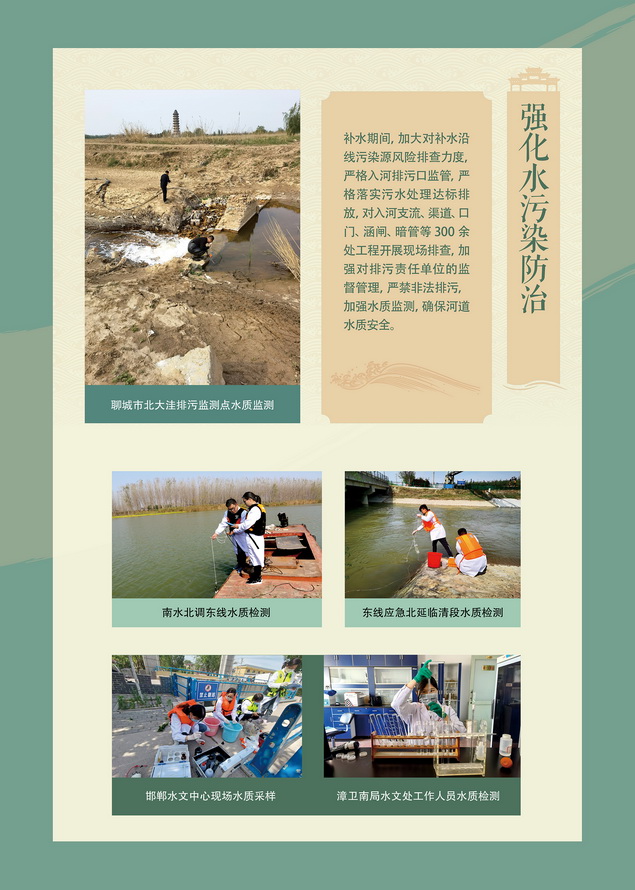 强化水污染防治
补水期间, 加大对补水沿
线污染源风险排查力度,
严格入河排污口监管, 严
格落实污水处理达标排
放, 对入河支流、渠道、口
门、涵闸、暗管等 300 余
处工程开展现场排查, 加
强对排污责任单位的监
督管理, 严禁非法排污,
加强水质监测, 确保河道
水质安全。
聊城市北大洼排污监测点水质监测
南水北调东线水质检测
东线应急北延临清段水质检测
邯郸水文中心现场水质采样
漳卫南局水文处工作人员水质检测